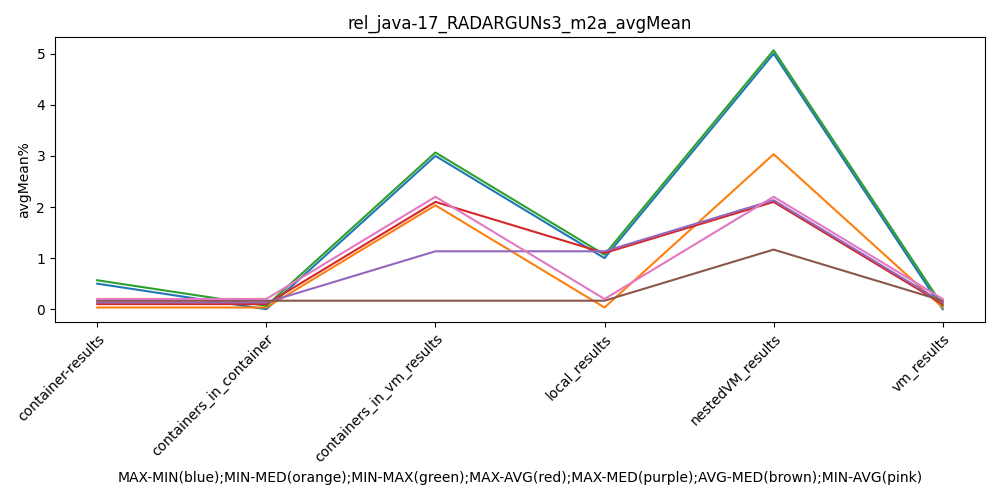 rel_java-17_RADARGUNs3_m2a_avgMean
avgMean%
5
4
3
2
1
0
container-results
containers_in_container
containers_in_vm_results
local_results
nestedVM_results
vm_results
MAX-MIN(blue);MIN-MED(orange);MIN-MAX(green);MAX-AVG(red);MAX-MED(purple);AVG-MED(brown);MIN-AVG(pink)